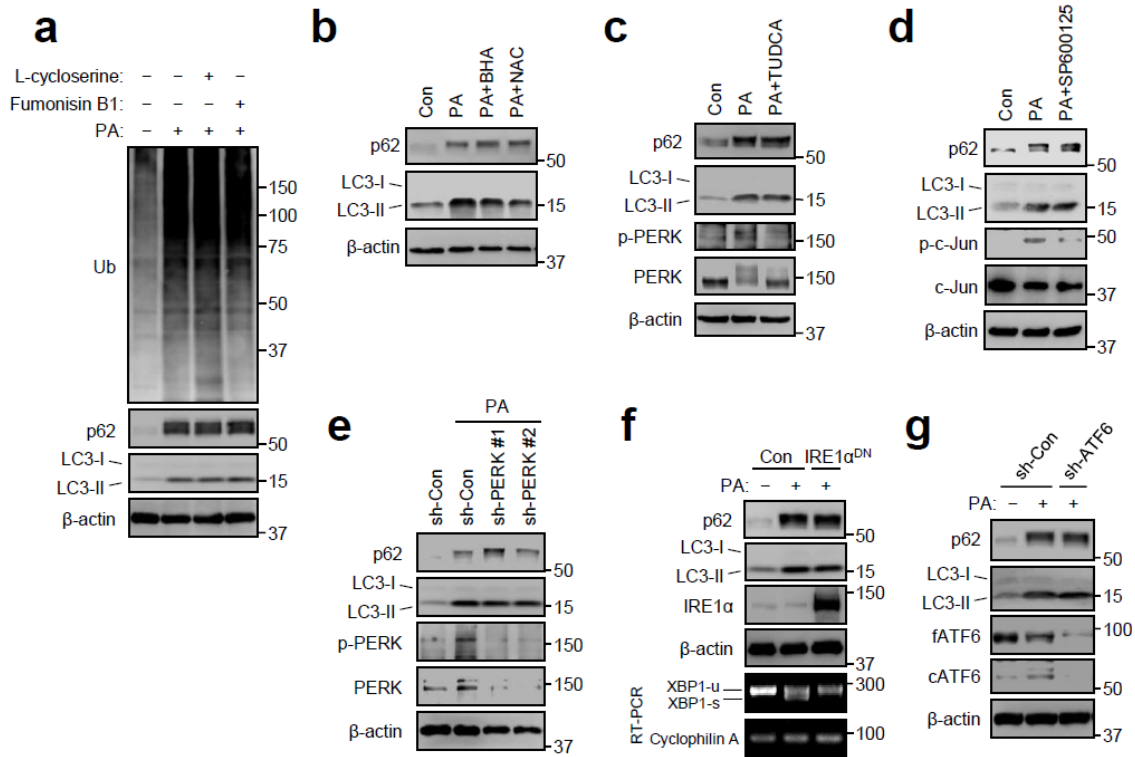 a
L-cycloserine: – – + –
Fumonisin B1: – – – +
PA: – + + +
Ub
150
100
75
50
37
p62
50
LC3-I
LC3-II
15
β-actin
37
b
Con
PA
PA+BHA
PA+NAC
p62
50
LC3-I
LC3-II
15
β-actin
37
c
Con
PA
PA+TUDCA
p62
50
LC3-I
LC3-II
15
p-PERK
150
PERK
150
β-actin
37
d
Con
PA
PA+SP600125
p62
50
LC3-I
LC3-II
15
p-c-Jun
50
c-Jun
37
β-actin
37
e
PA
sh-Con
sh-Con
sh-PERK #1
sh-PERK #2
p62
50
LC3-I
LC3-II
15
p-PERK
150
PERK
150
β-actin
37
f
Con IRE1αDN
PA: – + +
p62
50
LC3-I
LC3-II
15
IRE1α
150
β-actin
37
RT-PCR
XBP1-u
XBP1-s
300
Cyclophilin A
100
g
sh-Con
sh-ATF6
PA: – + +
p62
50
LC3-I
LC3-II
15
fATF6
100
cATF6
50
β-actin
37